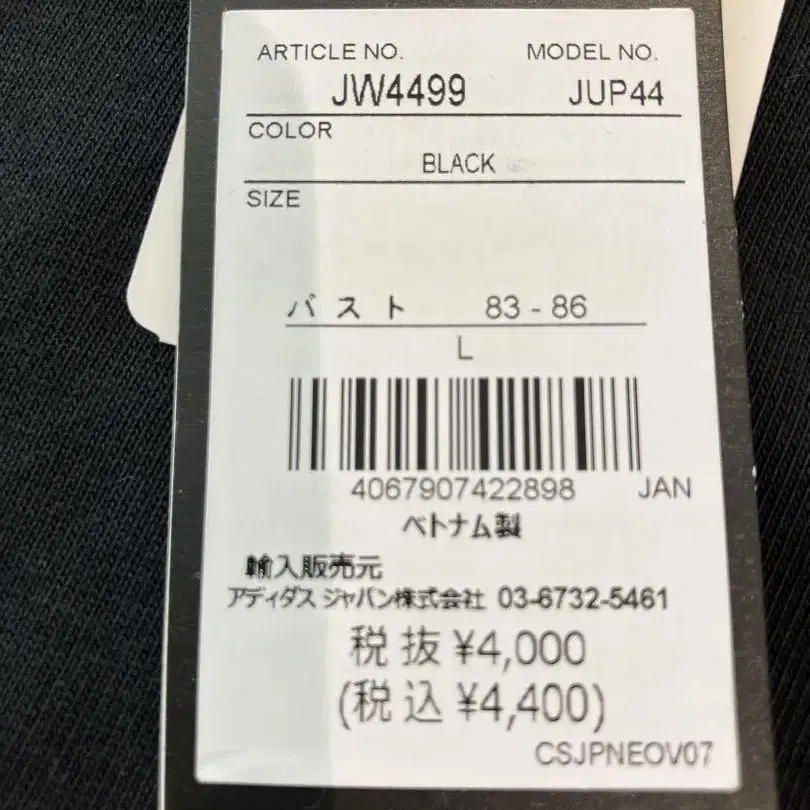 ARTICLE NO. MODEL NO.
JW4499 JUP44
COLOR
BLACK
SIZE
バスト 83 - 86
L
4067907422898 JAN
ベトナム製
輸入販売元
アディダス ジャパン株式会社 03-6732-5461
税抜 ¥4,000
(税込 ¥4,400)
CSJPNEOV07